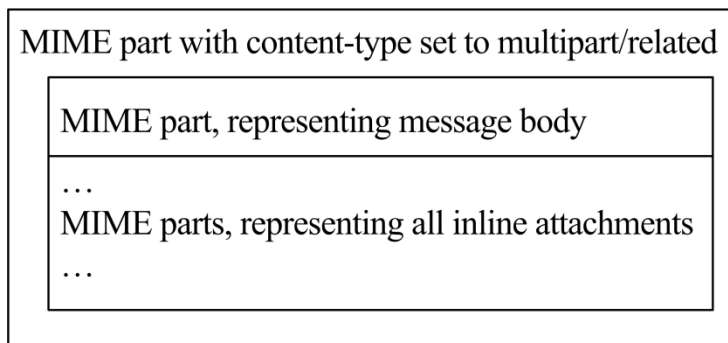 MIME part with content-type set to multipart/related
MIME part, representing message body
…
MIME parts, representing all inline attachments
…